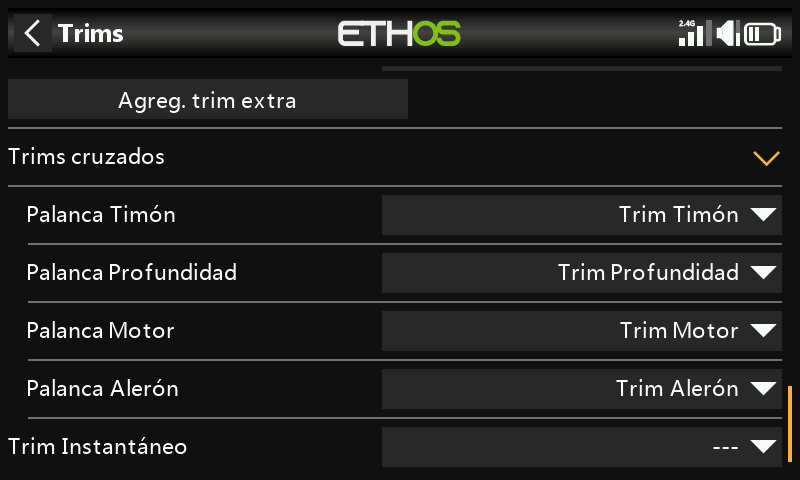 Trims
ETHOS
2.4G
Agreg. trim extra
Trims cruzados
Palanca Timón
Trim Timón
Palanca Profundidad
Trim Profundidad
Palanca Motor
Trim Motor
Palanca Alerón
Trim Alerón
Trim Instantáneo
---